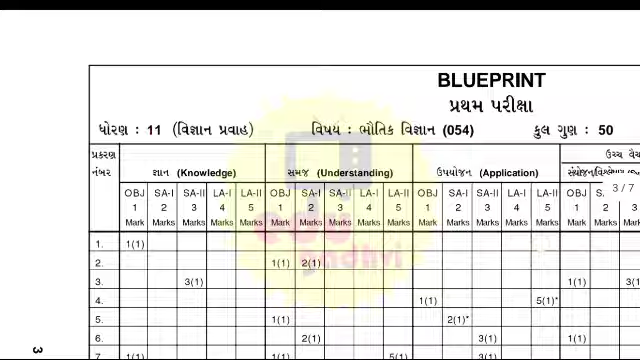 BLUEPRINT
પ્રથમ પરીક્ષા
ધોરણ : 11 (વિજ્ઞાન પ્રવાહ) વિષય : ભૌતિક વિજ્ઞાન (054) કુલ ગુણ : 50
પ્રકરણ નંબર જ્ઞાન (Knowledge) સમજ (Understanding) ઉપયોજન (Application) ઉચ્ચ
OBJ SA-I SA-II LA-I LA-II OBJ SA-I SA-II LA-I LA-II OBJ SA-I SA-II LA-I LA-II OBJ S. 3 / 7
1 2 3 4 5 1 2 3 4 5 1 2 3 4 5 1 2 3
Mark Marks Marks Marks Marks Mark Marks Marks Marks Marks Mark Marks Marks Marks Marks Mark Marks Marks
1. 1(1)
2. 1(1) 2(1)
3. 3(1) 1(1) 3(1
4. 1(1) 5(1)*
5. 1(1) 2(1)*
6. 2(1) 3(1) 1(1)
7. 1(1) 1(1) 5(1) 3(1)
૩